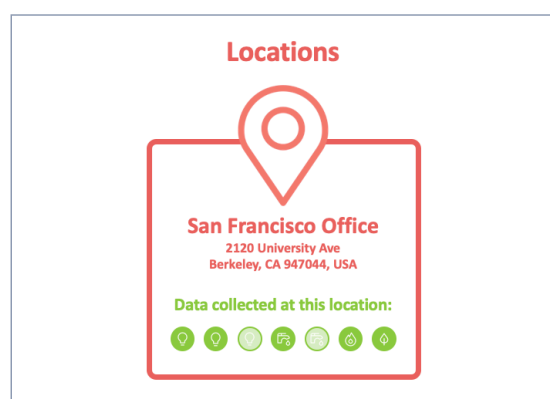 Locations
San Francisco Office
2120 University Ave
Berkeley, CA 947044, USA
Data collected at this location: